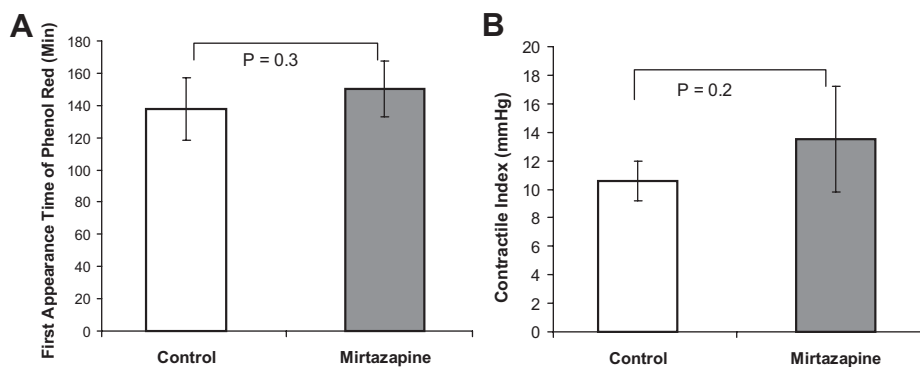 A
First Appearance Time of Phenol Red (Min)
180
160
140
120
100
80
60
40
20
0
P = 0.3
Control
Mirtazapine
B
Contractile Index (mmHg)
20
18
16
14
12
10
8
6
4
2
0
P = 0.2
Control
Mirtazapine